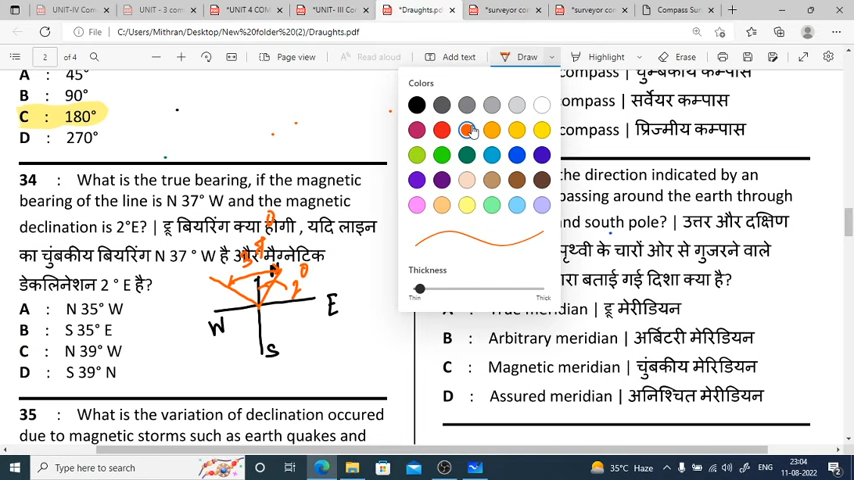 UNIT-IV Compas
UNIT - 3 com
*UNIT 4 COM
*UNIT- III Co
*Draughts.pdf
*surveyor co
*surveyor co
Compass Su
File | C:/Users/Mithran/Desktop/New%20folder%20(2)/Draughts.pdf
2 of 4
Page view
Read aloud
Add text
Draw
Highlight
Erase
A : 45°
B : 90°
C : 180°
D : 270°
34 : What is the true bearing, if the magnetic
bearing of the line is N 37° W and the magnetic
declination is 2°E? | ट्रू बियरिंग क्या होगी , यदि लाइन
का चुंबकीय बियरिंग N 37 ° W है और मैग्नेटिक
डेकलिनेशन 2 ° E है?
A : N 35° W
B : S 35° E
C : N 39° W
D : S 39° N
N
W
E
S
2
35 : What is the variation of declination occured
due to magnetic storms such as earth quakes and
Colors
Thickness
Thin
Thick
compass | चुम्बकीय कम्पास
compass | सर्वेयर कम्पास
compass | प्रिज्मीय कम्पास
the direction indicated by an
passing around the earth through
and south pole? | उत्तर और दक्षिण
पृथ्वी के चारों ओर से गुजरने वाले
रा बताई गई दिशा क्या है?
meridian | ट्रू मेरीडियन
B : Arbitrary meridian | अर्बिटरी मेरिडियन
C : Magnetic meridian | चुंबकीय मेरिडियन
D : Assured meridian | अनिश्चित मेरीडियन
Type here to search
35°C Haze
ENG
23:04
11-08-2022
2